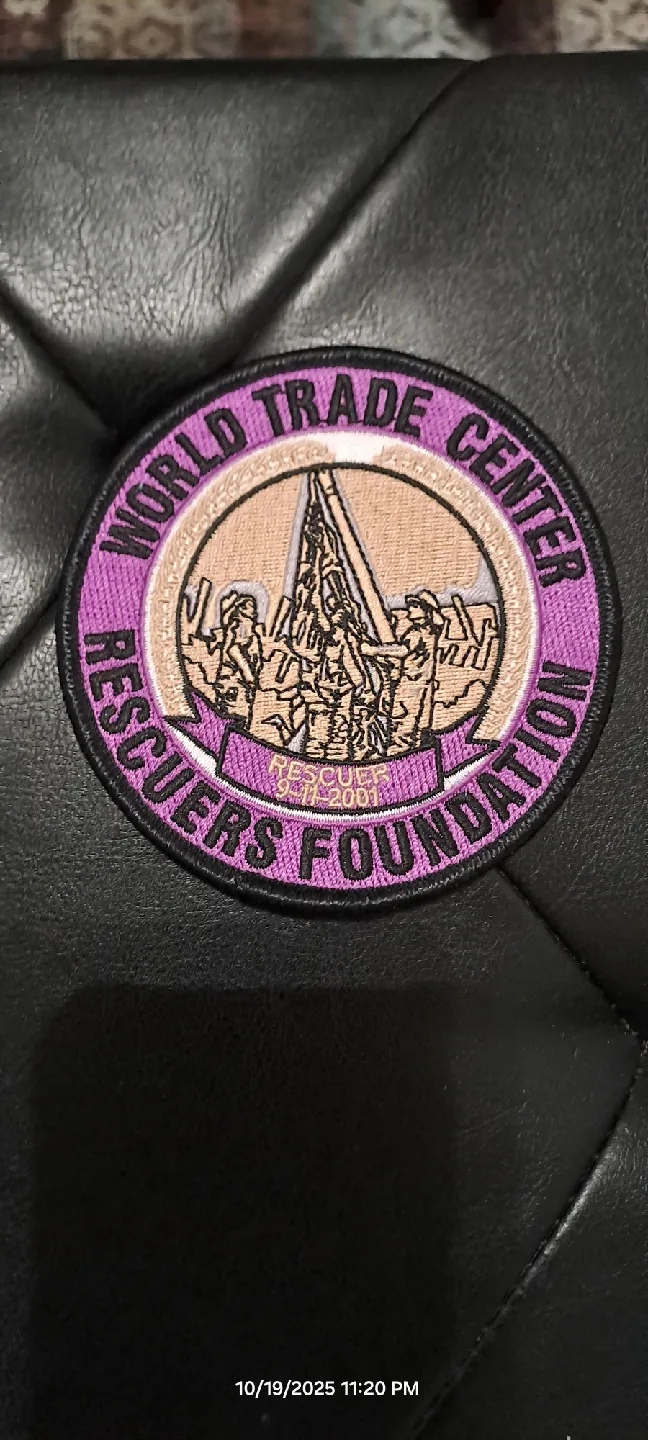 WORLD TRADE CENTER
RESCUER
9-11-2001
RESCUERS FOUNDATION
10/19/2025 11:20 PM